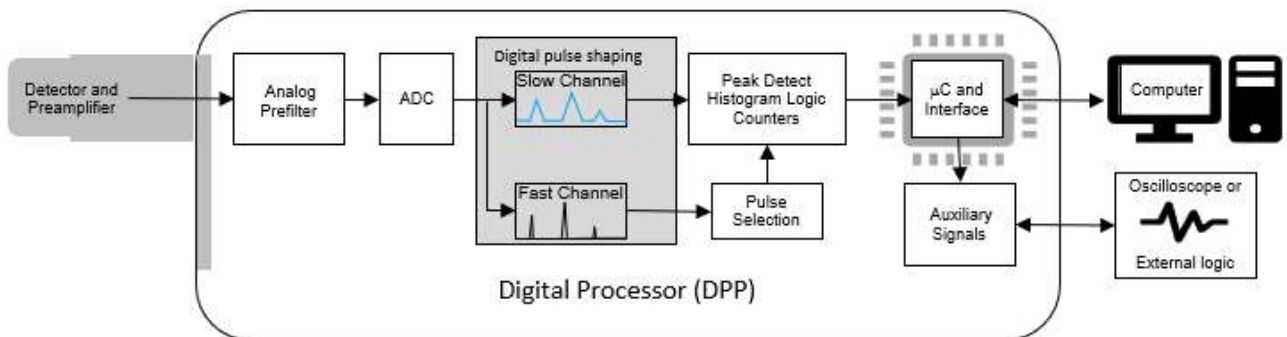 Detector and
Preamplifier
Analog
Prefilter
ADC
Digital pulse shaping
Slow Channel
Fast Channel
Peak Detect
Histogram Logic
Counters
Pulse
Selection
µC and
Interface
Auxiliary
Signals
Computer
Oscilloscope or
External logic
Digital Processor (DPP)